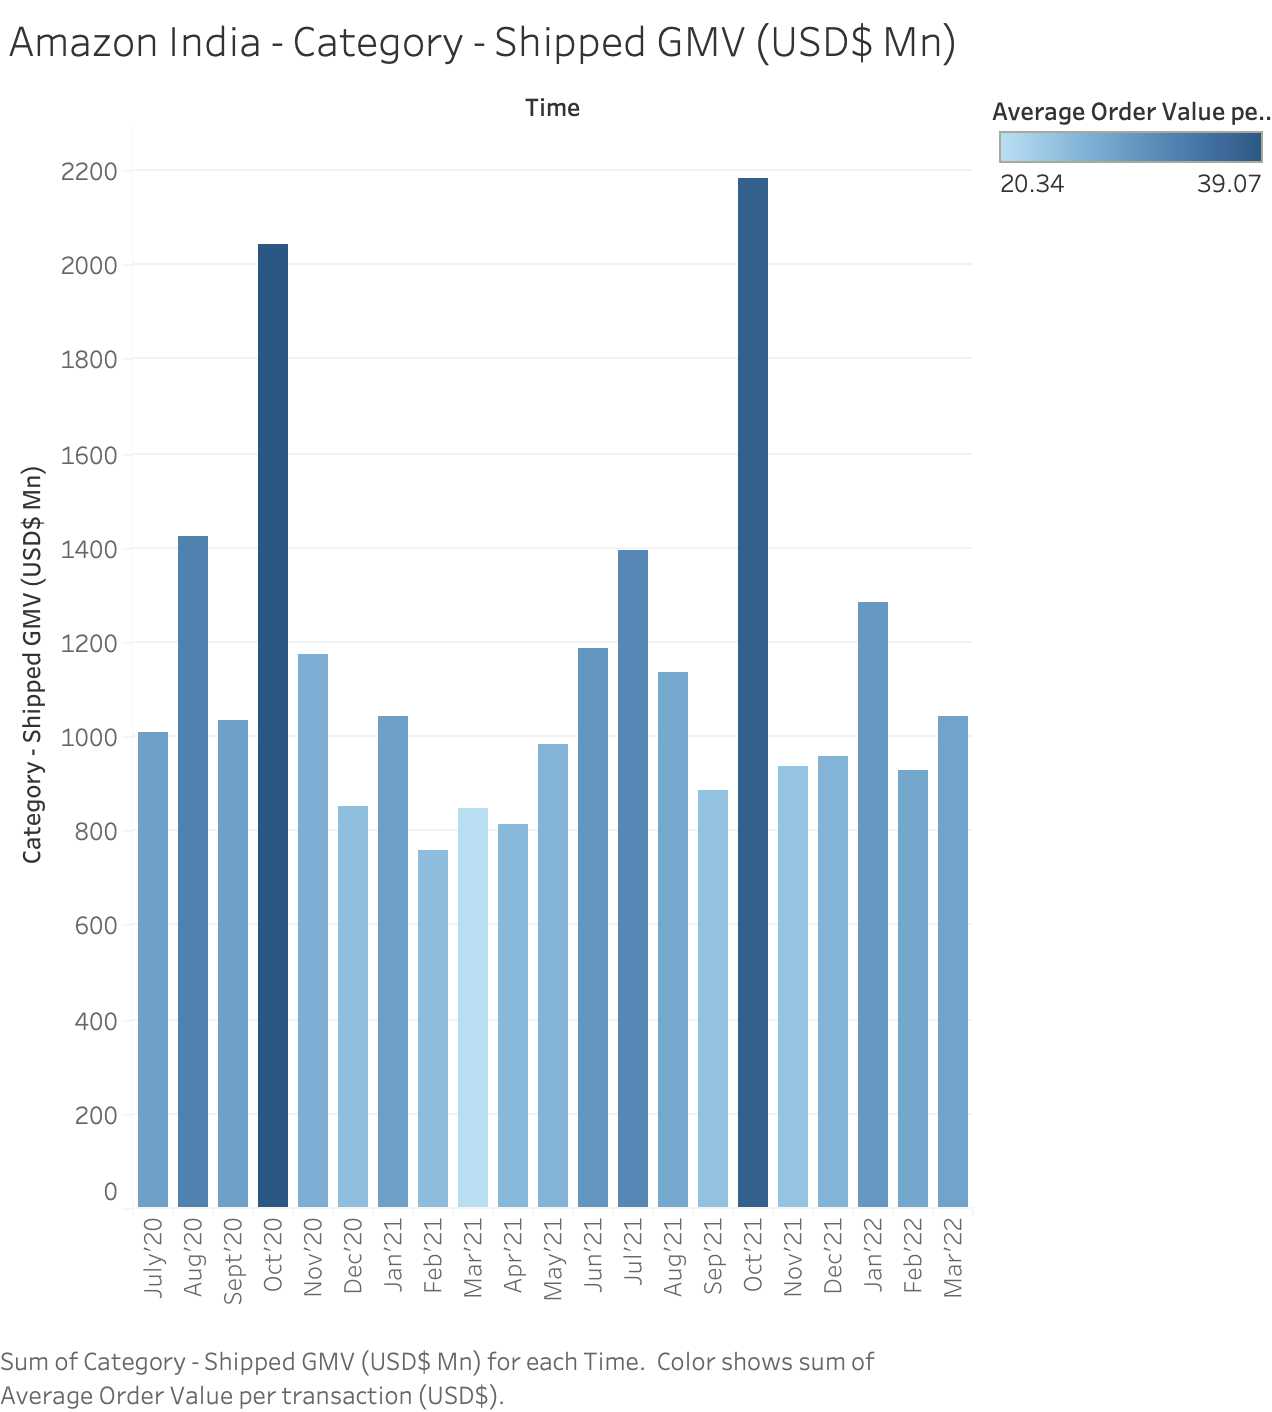 Amazon India - Category - Shipped GMV (USD$ Mn)
Time
Average Order Value pe..
20.34
39.07
Category - Shipped GMV (USD$ Mn)
2200
2000
1800
1600
1400
1200
1000
800
600
400
200
0
July’20
Aug’20
Sept’20
Oct’20
Nov’20
Dec’20
Jan’21
Feb’21
Mar’21
Apr’21
May’21
Jun’21
Jul’21
Aug’21
Sep’21
Oct’21
Nov’21
Dec’21
Jan’22
Feb’22
Mar’22
Sum of Category - Shipped GMV (USD$ Mn) for each Time.  Color shows sum of
Average Order Value per transaction (USD$).